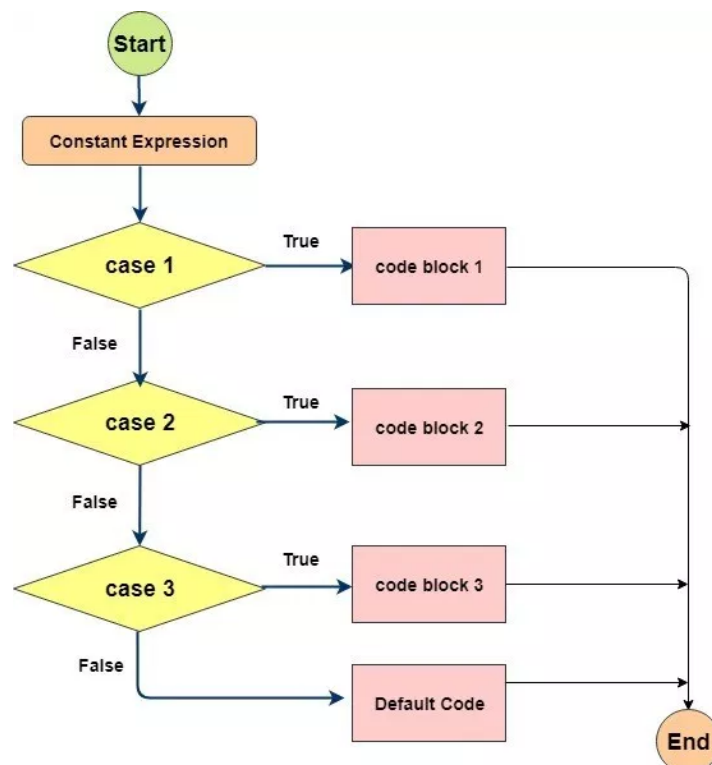 Start
Constant Expression
case 1
True
code block 1
False
case 2
True
code block 2
False
case 3
True
code block 3
False
Default Code
End